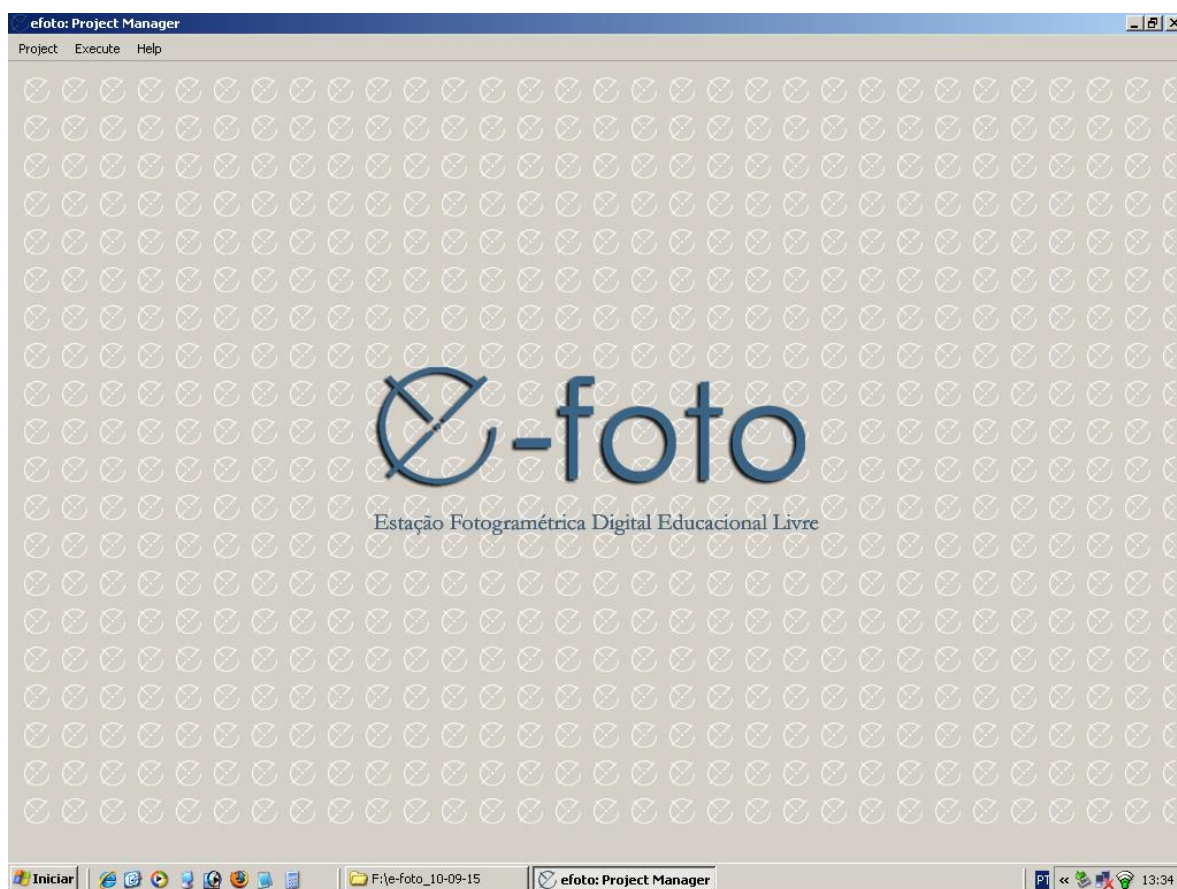 efoto: Project Manager
Project Execute Help
e-foto
Estação Fotogramétrica Digital Educacional Livre
Iniciar F:\e-foto_10-09-15 efoto: Project Manager PT « 13:34